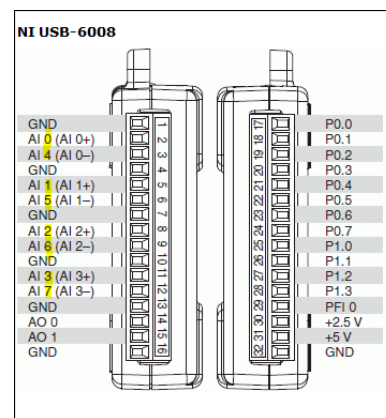 NI USB-6008
GND 1
AI 0 (AI 0+) 2
AI 4 (AI 0–) 3
GND 4
AI 1 (AI 1+) 5
AI 5 (AI 1–) 6
GND 7
AI 2 (AI 2+) 8
AI 6 (AI 2–) 9
GND 10
AI 3 (AI 3+) 11
AI 7 (AI 3–) 12
GND 13
AO 0 14
AO 1 15
GND 16
17 P0.0
18 P0.1
19 P0.2
20 P0.3
21 P0.4
22 P0.5
23 P0.6
24 P0.7
25 P1.0
26 P1.1
27 P1.2
28 P1.3
29 PFI 0
30 +2.5 V
31 +5 V
32 GND